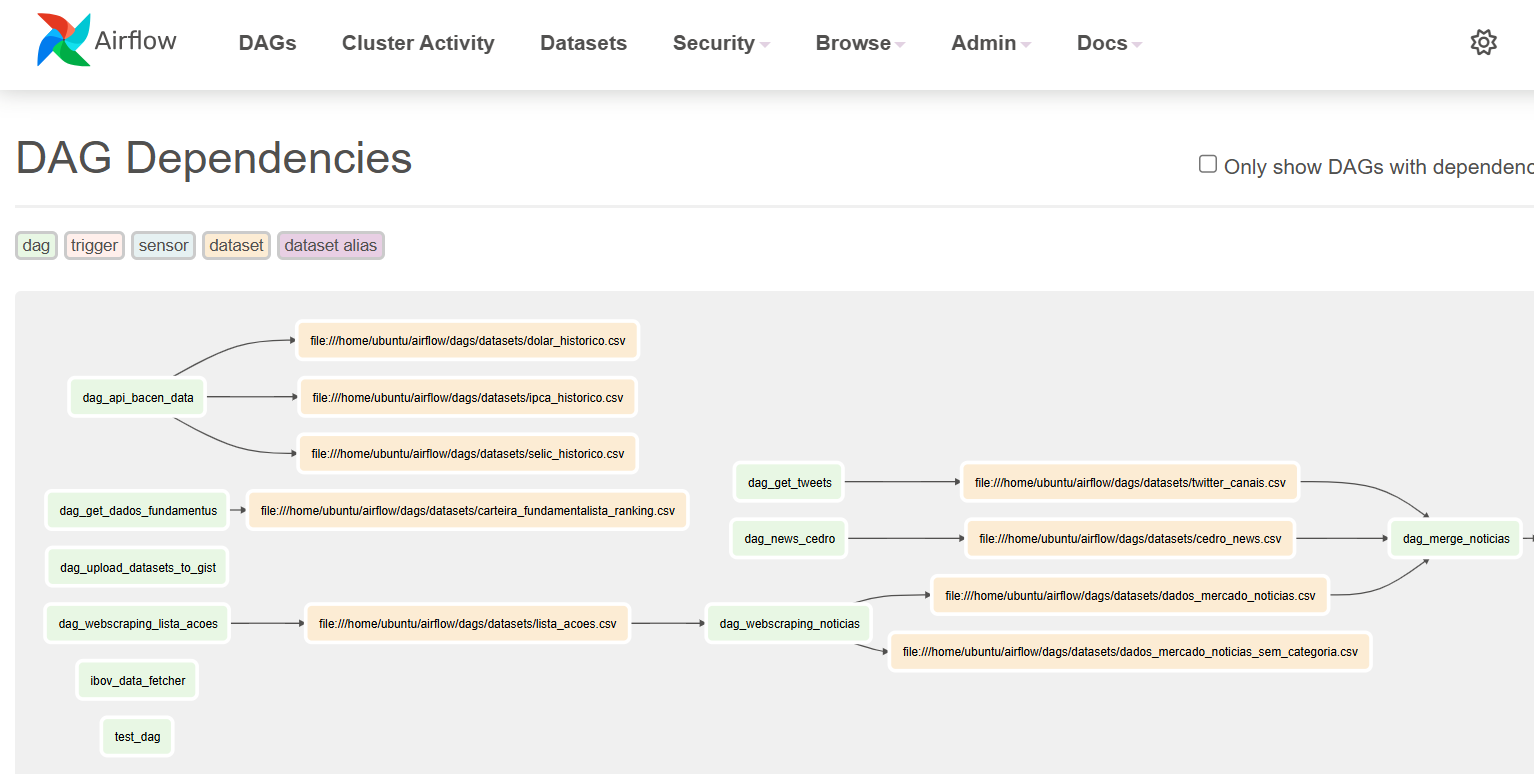 Airflow
DAGs
Cluster Activity
Datasets
Security
Browse
Admin
Docs
DAG Dependencies
Only show DAGs with dependenc
dag
trigger
sensor
dataset
dataset alias
file:///home/ubuntu/airflow/dags/datasets/dolar_historico.csv
dag_api_bacen_data
file:///home/ubuntu/airflow/dags/datasets/ipca_historico.csv
file:///home/ubuntu/airflow/dags/datasets/selic_historico.csv
dag_get_tweets
file:///home/ubuntu/airflow/dags/datasets/twitter_canais.csv
dag_get_dados_fundamentus
file:///home/ubuntu/airflow/dags/datasets/carteira_fundamentalista_ranking.csv
dag_news_cedro
file:///home/ubuntu/airflow/dags/datasets/cedro_news.csv
dag_merge_noticias
dag_upload_datasets_to_gist
file:///home/ubuntu/airflow/dags/datasets/dados_mercado_noticias.csv
dag_webscraping_lista_acoes
file:///home/ubuntu/airflow/dags/datasets/lista_acoes.csv
dag_webscraping_noticias
file:///home/ubuntu/airflow/dags/datasets/dados_mercado_noticias_sem_categoria.csv
ibov_data_fetcher
test_dag